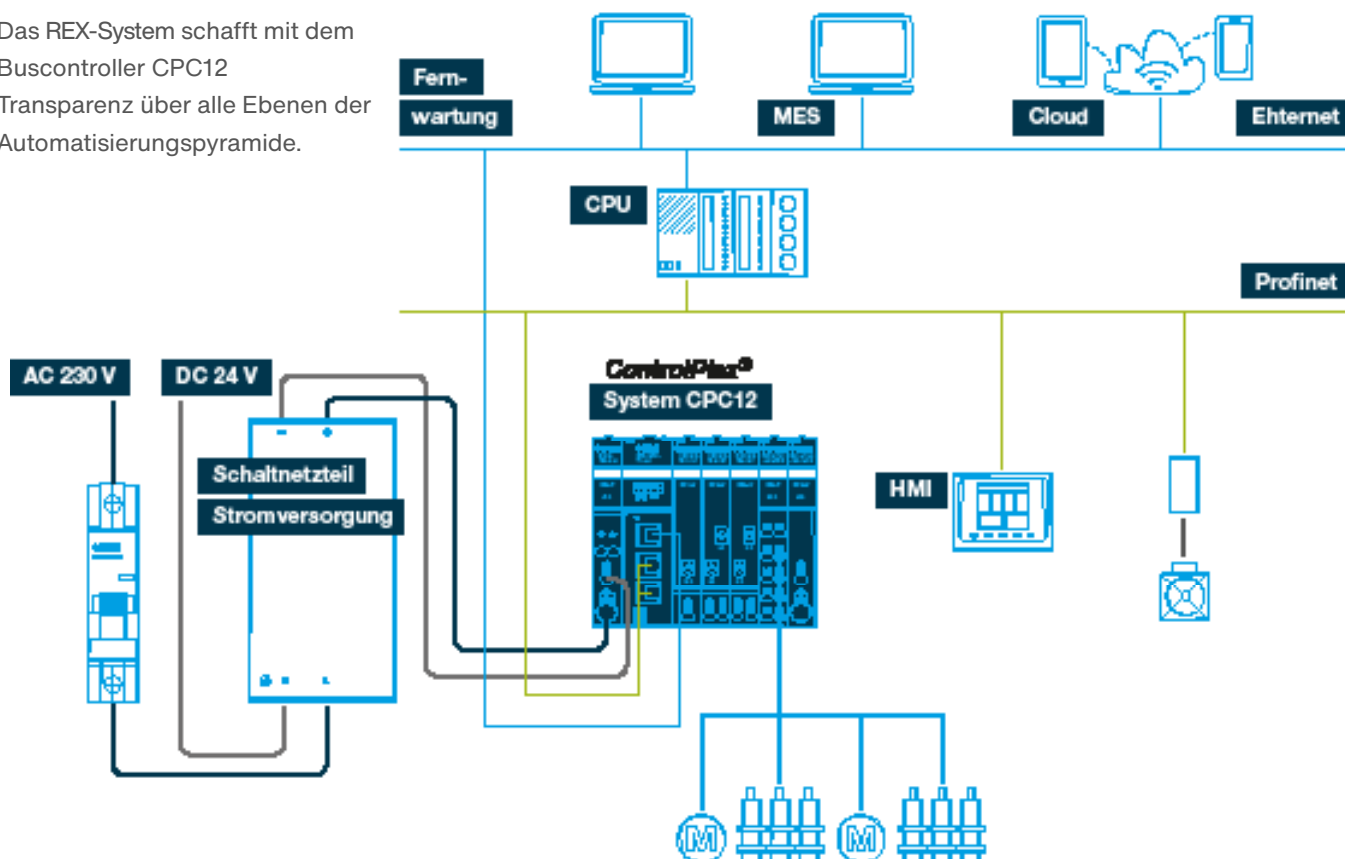 Das REX-System schafft mit dem
Buscontroller CPC12
Transparenz über alle Ebenen der
Automatisierungspyramide.
Fern-
wartung
MES
Cloud
Ehternet
CPU
Profinet
AC 230 V
DC 24 V
ControlPlex®
System CPC12
Schaltnetzteil
Stromversorgung
HMI
M
M